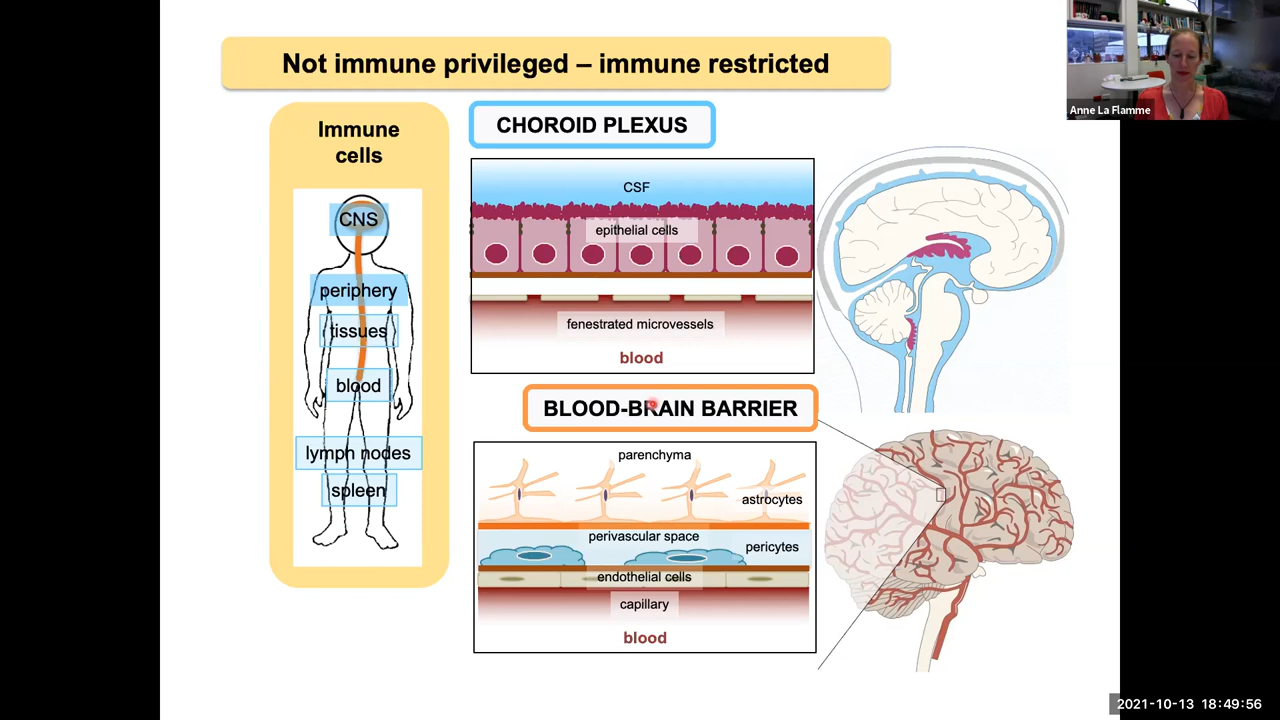 Not immune privileged – immune restricted
Anne La Flamme
Immune
cells
CNS
periphery
tissues
blood
lymph nodes
spleen
CHOROID PLEXUS
CSF
epithelial cells
fenestrated microvessels
blood
BLOOD-BRAIN BARRIER
parenchyma
astrocytes
perivascular space
pericytes
endothelial cells
capillary
blood
2021-10-13 18:49:56